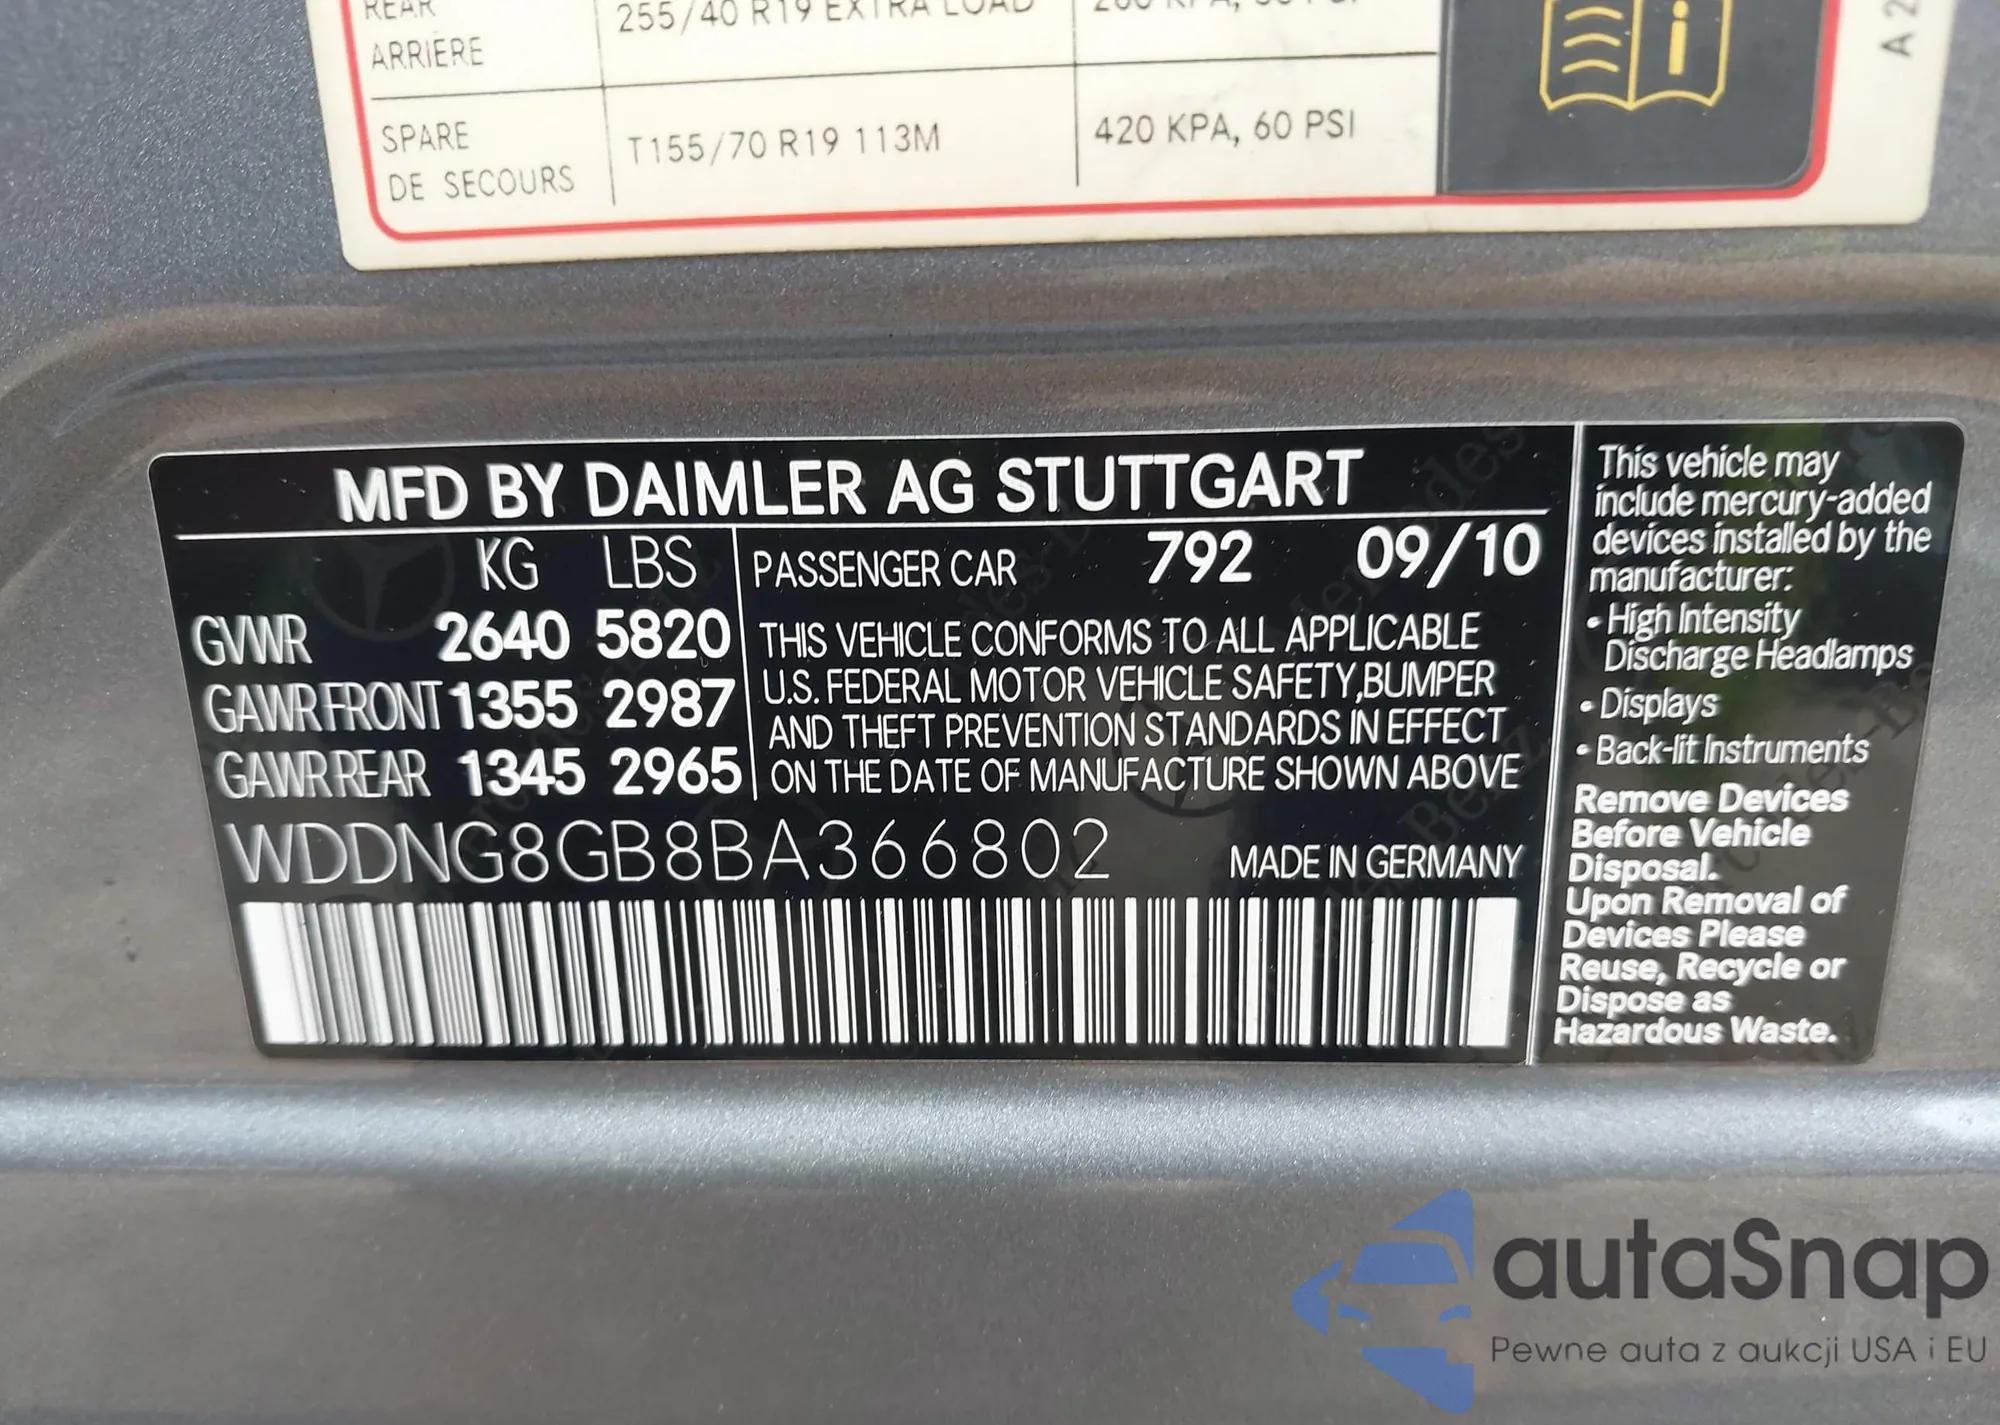 REAR
255/40 R19 EXTRA LOAD
ARRIÈRE
SPARE
DE SECOURS
T155/70 R19 113M
420 KPA, 60 PSI
A 2
MFD BY DAIMLER AG STUTTGART
KG LBS
GVWR 2640 5820
GAWR FRONT 1355 2987
GAWR REAR 1345 2965
PASSENGER CAR 792 09/10
THIS VEHICLE CONFORMS TO ALL APPLICABLE
U.S. FEDERAL MOTOR VEHICLE SAFETY, BUMPER
AND THEFT PREVENTION STANDARDS IN EFFECT
ON THE DATE OF MANUFACTURE SHOWN ABOVE
WDDNG8GB8BA366802
MADE IN GERMANY
This vehicle may
include mercury-added
devices installed by the
manufacturer:
• High Intensity
Discharge Headlamps
• Displays
• Back-lit Instruments
Remove Devices
Before Vehicle
Disposal.
Upon Removal of
Devices Please
Reuse, Recycle or
Dispose as
Hazardous Waste.
autaSnap
Pewne auta z aukcji USA i EU